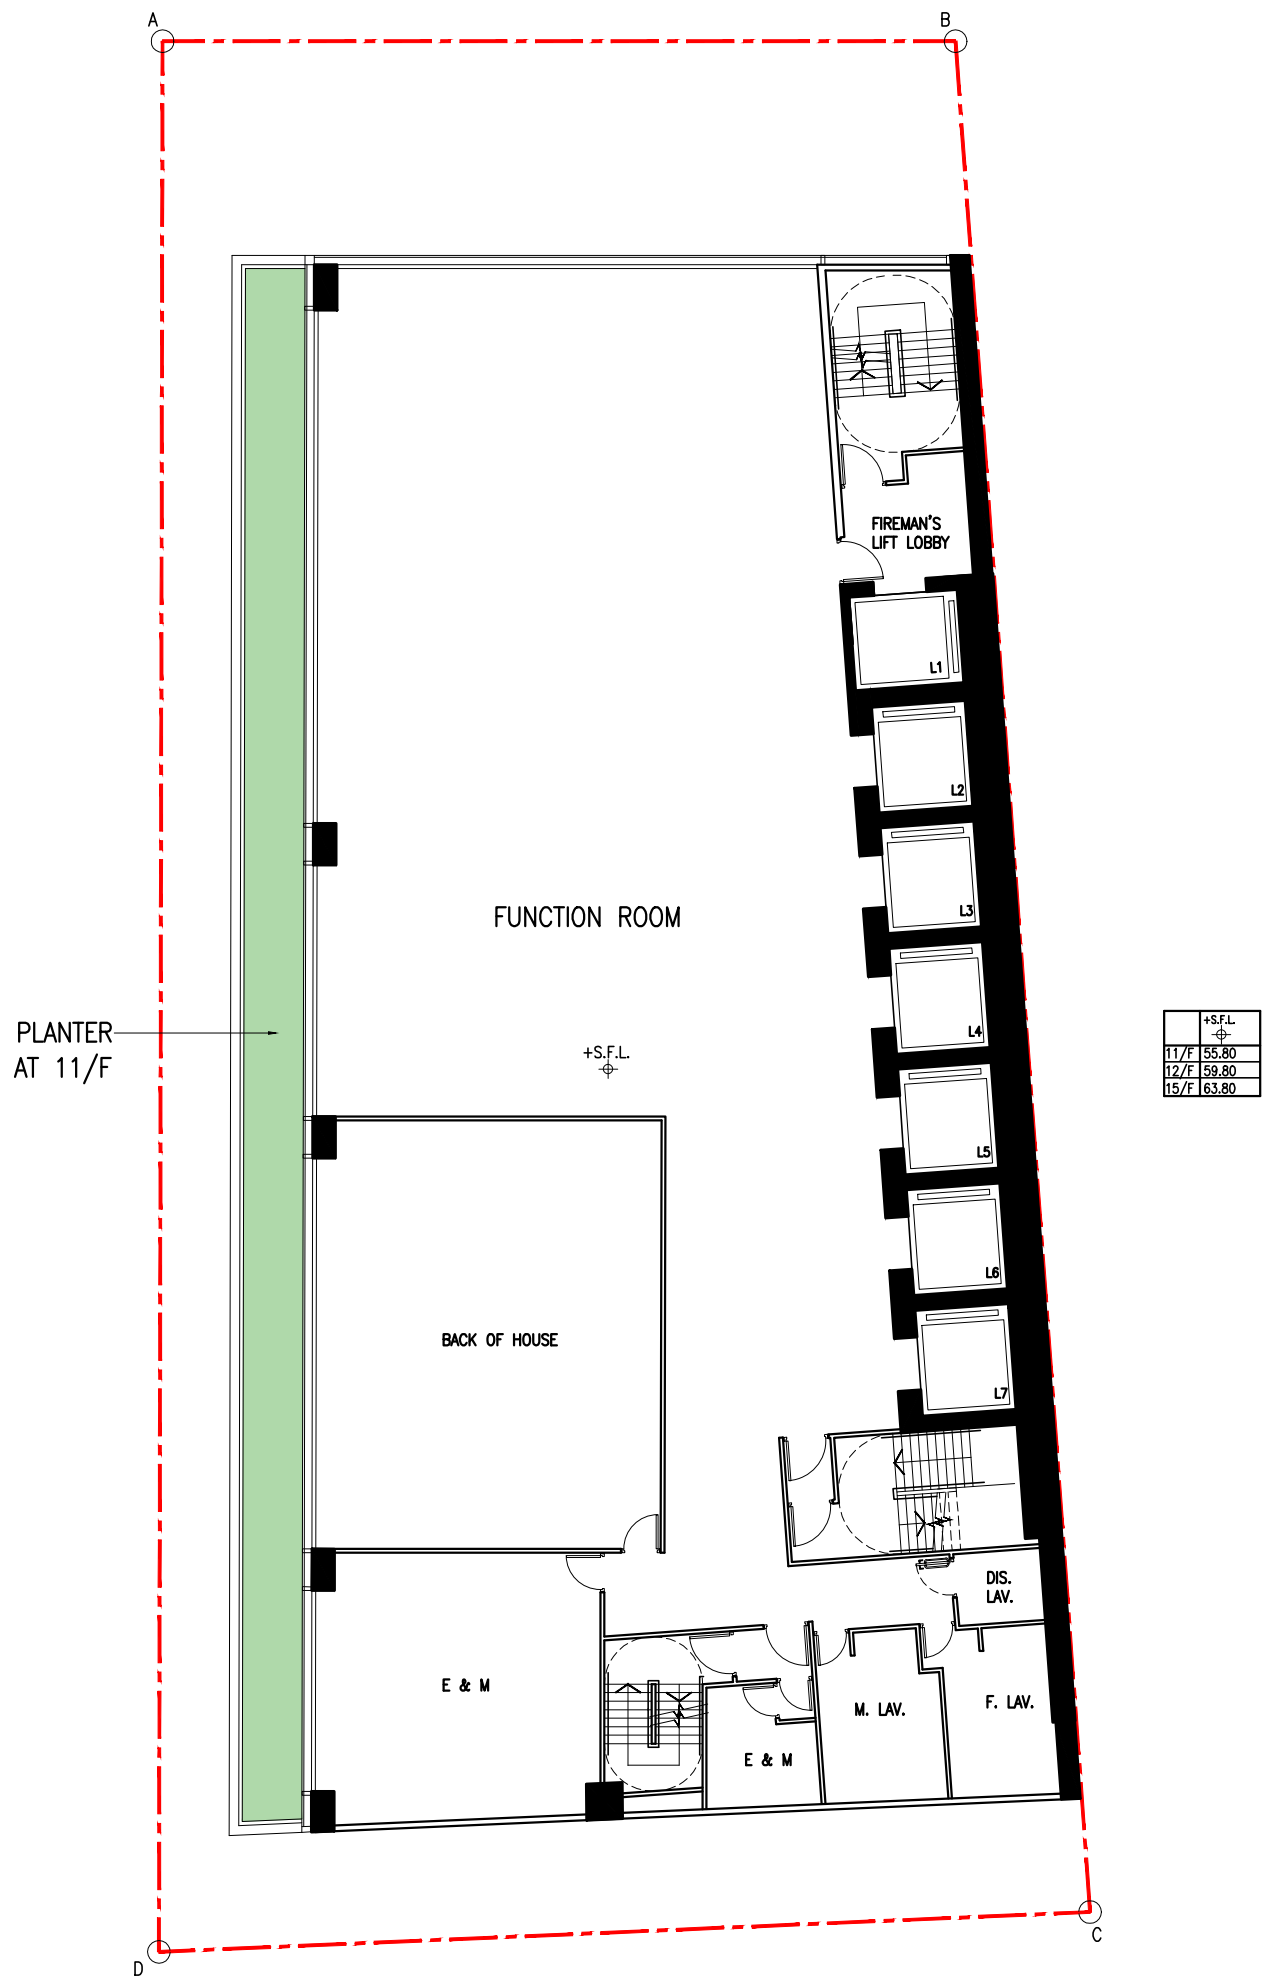 A
B
FIREMAN'S
LIFT LOBBY
L1
L2
L3
FUNCTION ROOM
L4
PLANTER
AT 11/F
+S.F.L.
+S.F.L.
11/F 55.80
12/F 59.80
15/F 63.80
L5
L6
BACK OF HOUSE
L7
DIS.
LAV.
E & M
M. LAV.
F. LAV.
E & M
C
D